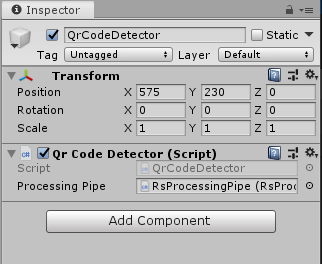 Inspector
QrCodeDetector Static
Tag Untagged Layer Default
Transform
Position X 575 Y 230 Z 0
Rotation X 0 Y 0 Z 0
Scale X 1 Y 1 Z 1
Qr Code Detector (Script)
Script QrCodeDetector
Processing Pipe RsProcessingPipe (RsProc
Add Component